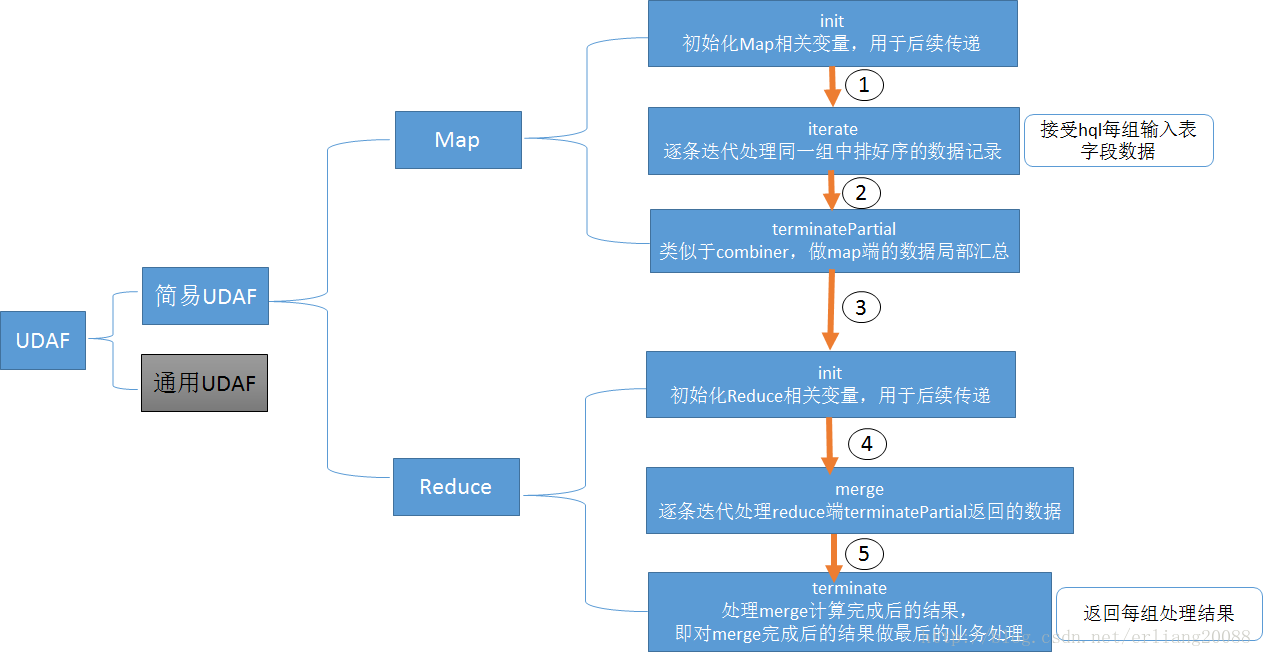 UDAF
简易UDAF
通用UDAF
Map
init
初始化Map相关变量，用于后续传递
1
iterate
逐条迭代处理同一组中排好序的数据记录
接受hql每组输入表
字段数据
2
terminatePartial
类似于combiner，做map端的数据局部汇总
3
Reduce
init
初始化Reduce相关变量，用于后续传递
4
merge
逐条迭代处理reduce端terminatePartial返回的数据
5
terminate
处理merge计算完成后的结果，
即对merge完成后的结果做最后的业务处理
返回每组处理结果
csdn.net/erliang20088